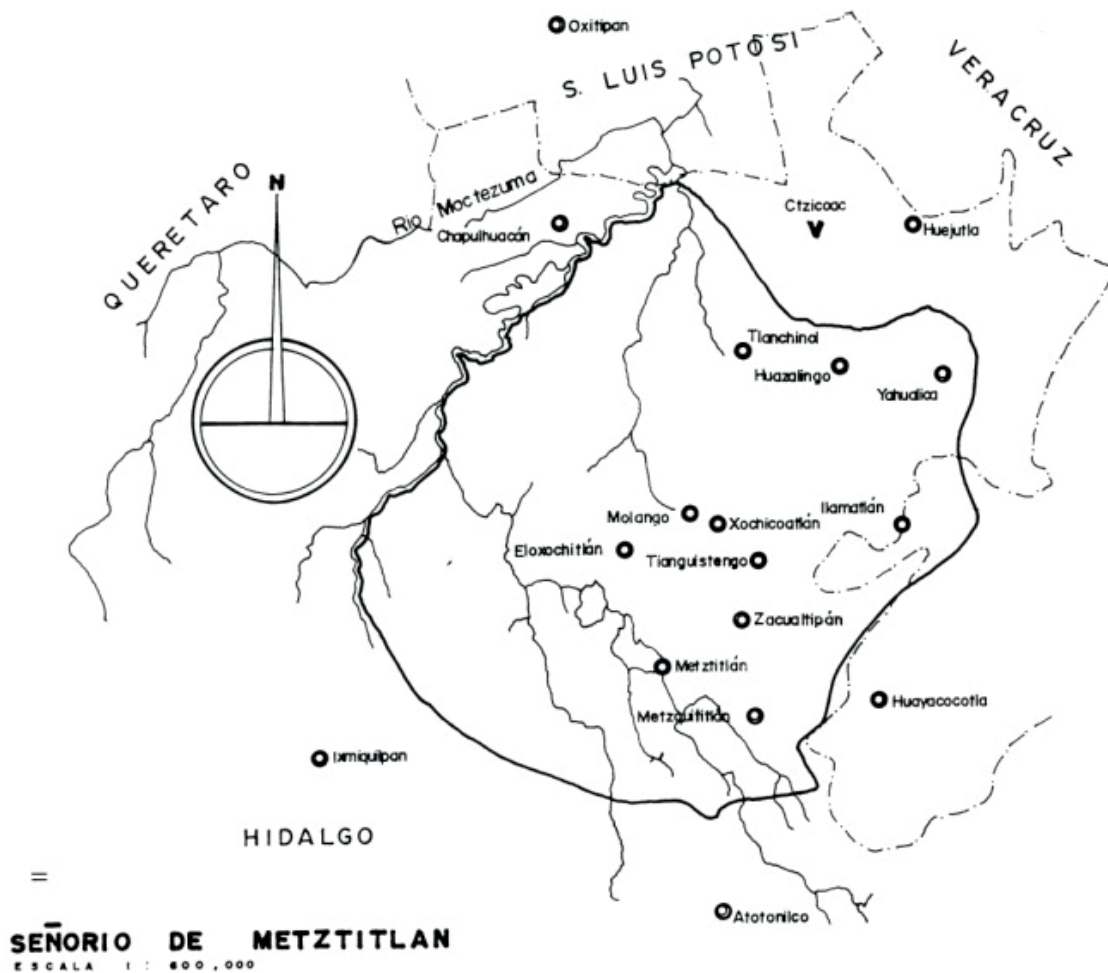 Oxitipan
S. LUIS POTOSI
VERACRUZ
QUERETARO
N
Rio Moctezuma
Chapulhuacán
Ctzicoac
V
Huejutla
Tlanchinol
Huazalingo
Yahualica
Molango
Xochicoatlán
Ilamatlán
Eloxochitlán
Tianguistengo
Zacualtipán
Metztitlán
Metzquititlán
Huayacocotla
Ixmiquilpan
HIDALGO
=
Atotonilco
SEÑORIO DE METZTITLAN
ESCALA 1 : 600,000